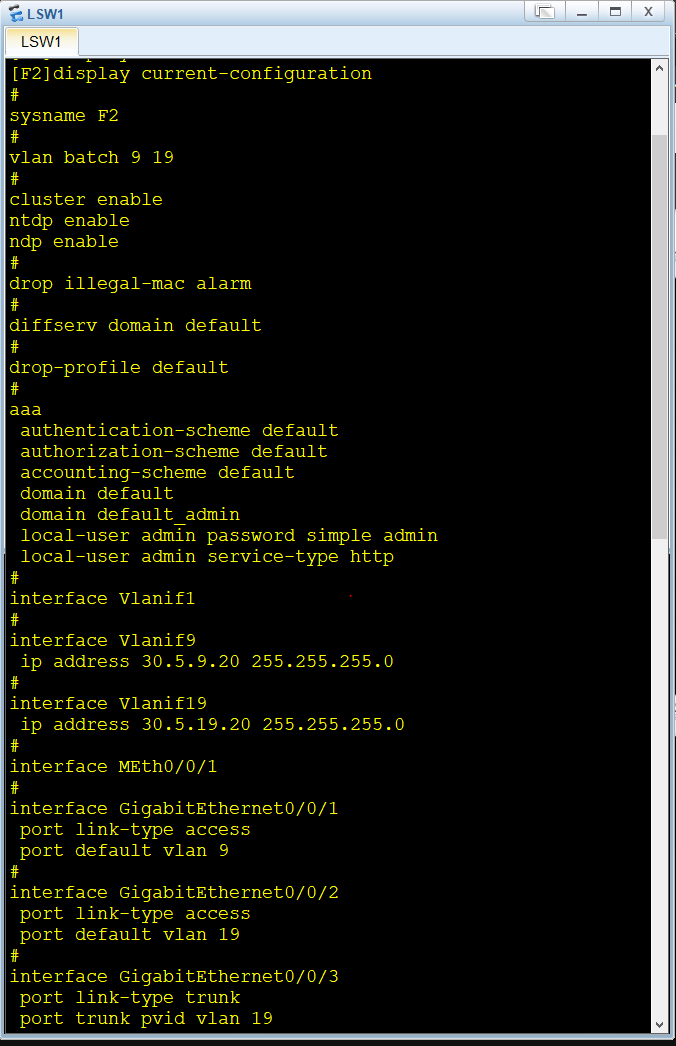 LSW1
LSW1
[F2]display current-configuration
#
sysname F2
#
vlan batch 9 19
#
cluster enable
ntdp enable
ndp enable
#
drop illegal-mac alarm
#
diffserv domain default
#
drop-profile default
#
aaa
 authentication-scheme default
 authorization-scheme default
 accounting-scheme default
 domain default
 domain default_admin
 local-user admin password simple admin
 local-user admin service-type http
#
interface Vlanif1
#
interface Vlanif9
 ip address 30.5.9.20 255.255.255.0
#
interface Vlanif19
 ip address 30.5.19.20 255.255.255.0
#
interface MEth0/0/1
#
interface GigabitEthernet0/0/1
 port link-type access
 port default vlan 9
#
interface GigabitEthernet0/0/2
 port link-type access
 port default vlan 19
#
interface GigabitEthernet0/0/3
 port link-type trunk
 port trunk pvid vlan 19